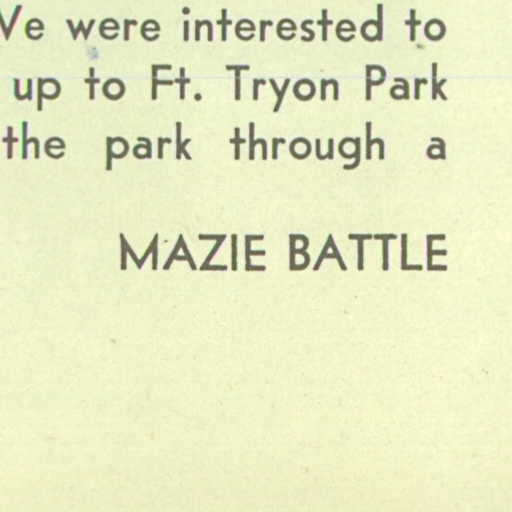 We were interested to
up to Ft. Tryon Park
the park through a
MAZIE BATTLE